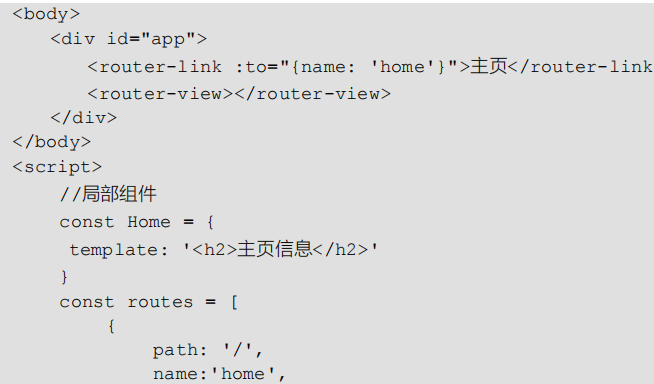 <body>
<div id="app">
<router-link :to="{name: 'home'}">主页</router-link
<router-view></router-view>
</div>
</body>
<script>
//局部组件
const Home = {
template: '<h2>主页信息</h2>'
}
const routes = [
{
path: '/',
name:'home',